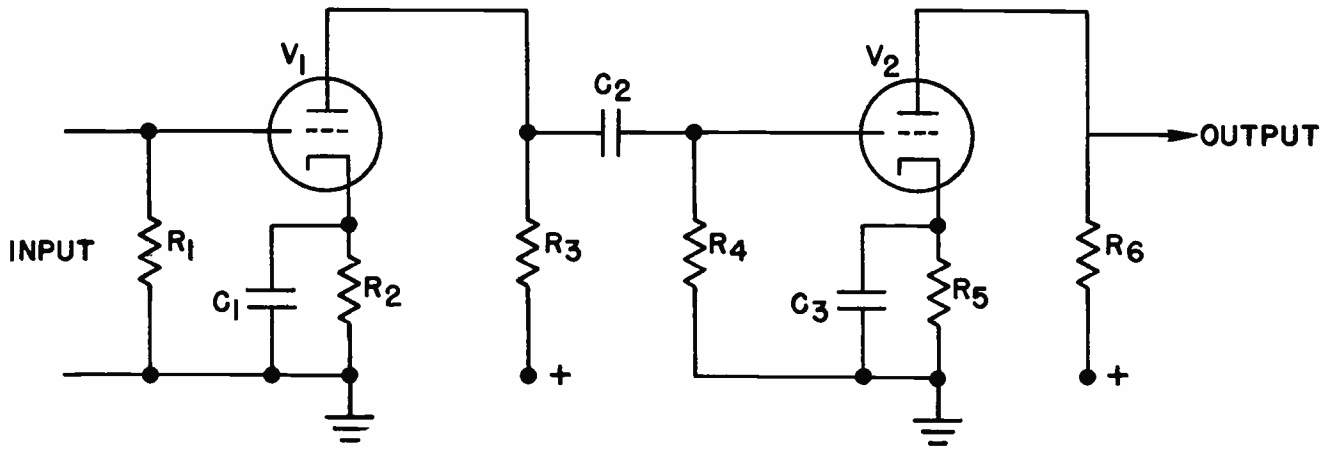 V1
V2
C2
OUTPUT
INPUT
R1
R3
R4
R6
C1
R2
C3
R5
+
+